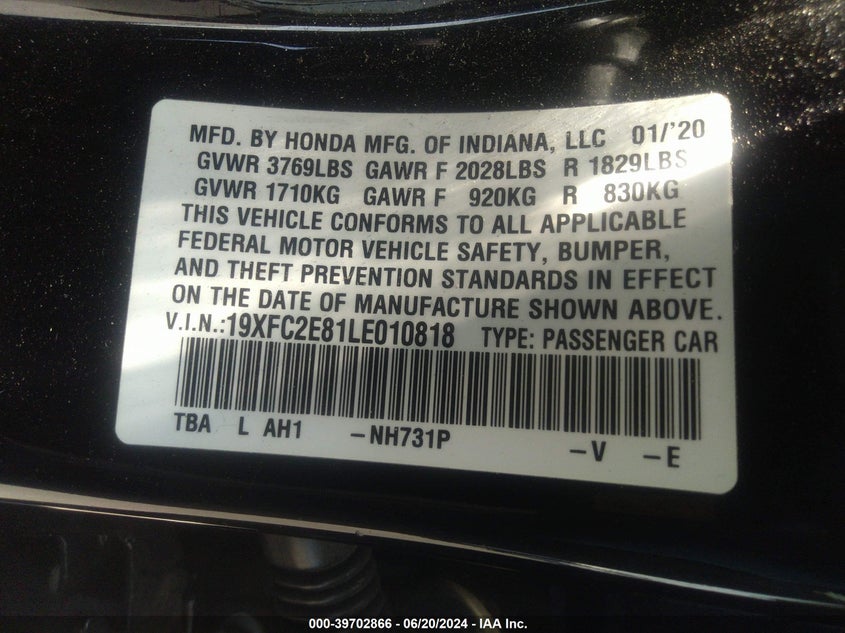 MFD. BY HONDA MFG. OF INDIANA, LLC 01/'20
GVWR 3769LBS GAWR F 2028LBS R 1829LBS
GVWR 1710KG GAWR F 920KG R 830KG
THIS VEHICLE CONFORMS TO ALL APPLICABLE
FEDERAL MOTOR VEHICLE SAFETY, BUMPER,
AND THEFT PREVENTION STANDARDS IN EFFECT
ON THE DATE OF MANUFACTURE SHOWN ABOVE.
V.I.N.:19XFC2E81LE010818 TYPE: PASSENGER CAR
TBA L AH1 –NH731P –V –E
000-39702866 - 06/20/2024 - IAA Inc.